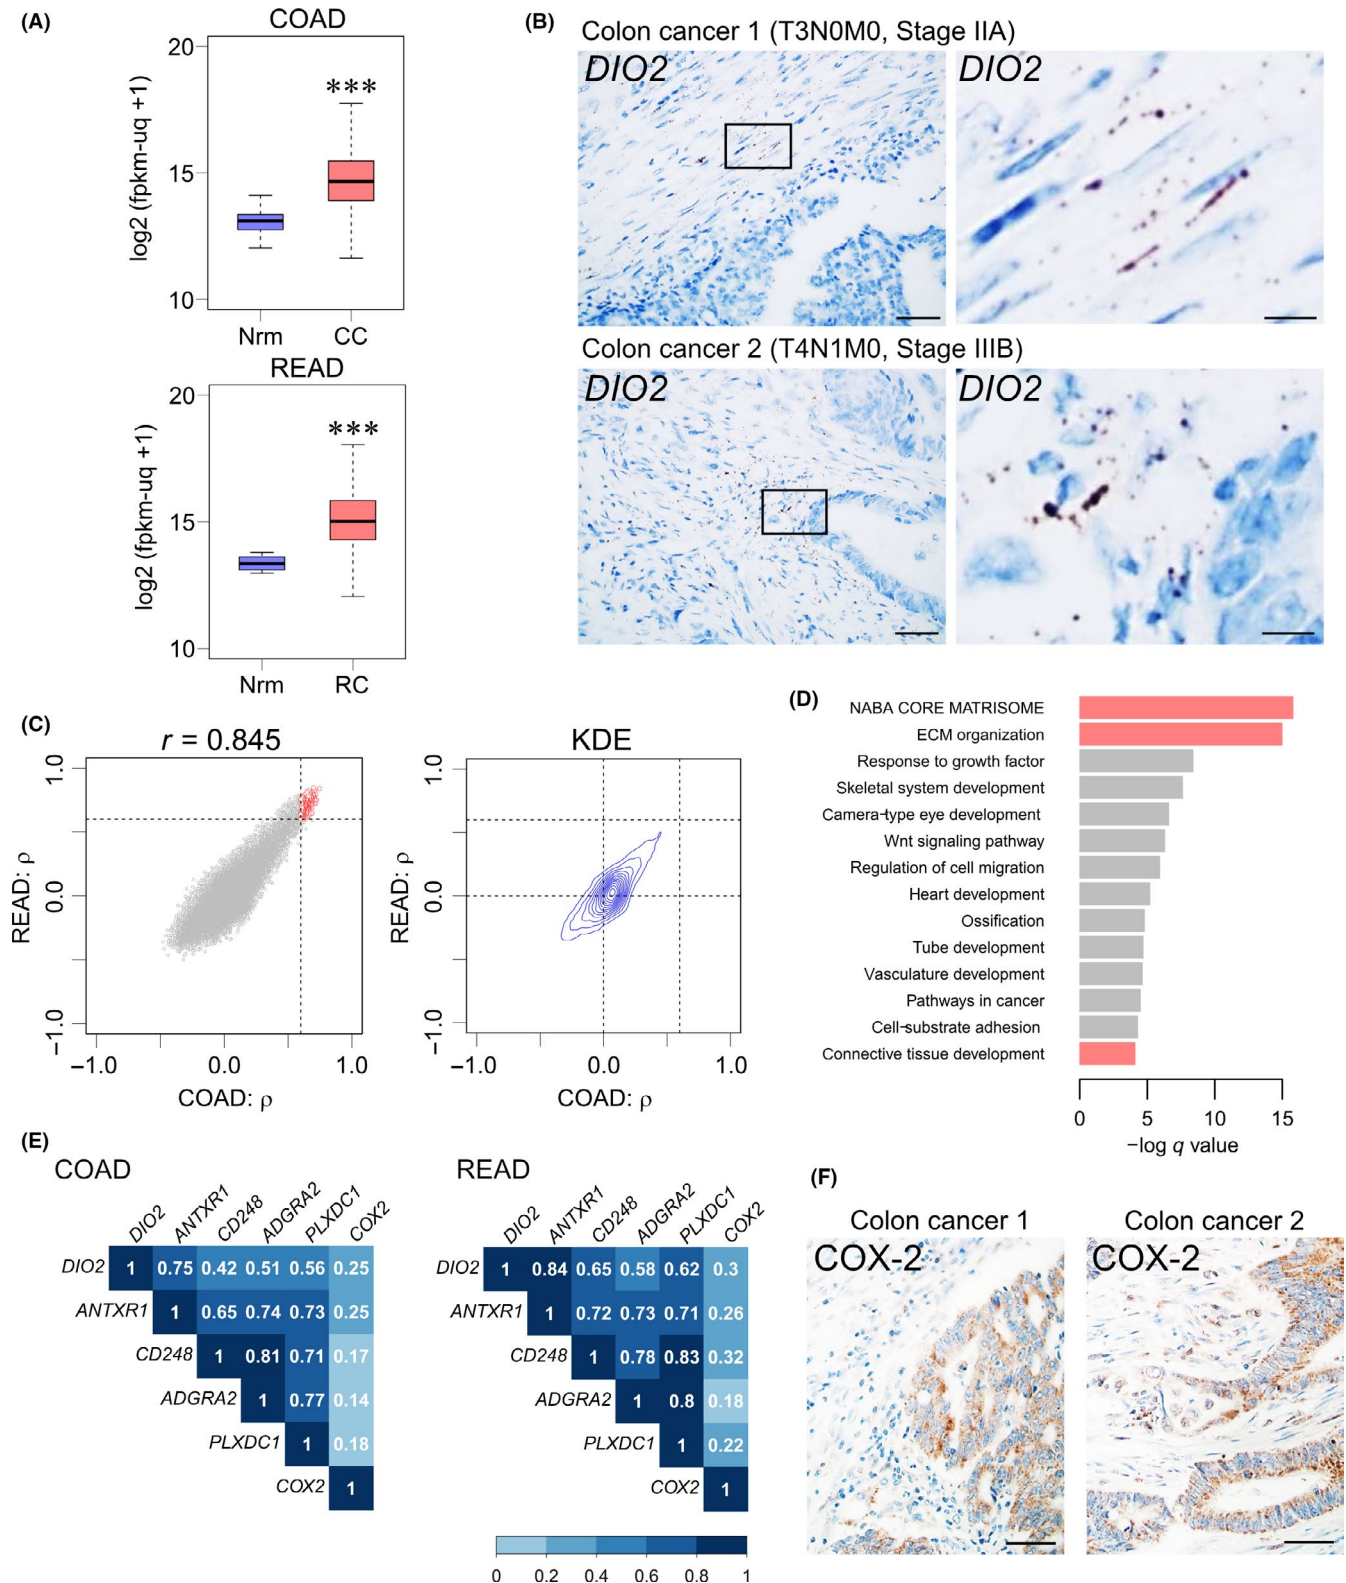 (A)
COAD
20
15
10
log2 (fpkm-uq +1)
***
Nrm CC
READ
20
15
10
log2 (fpkm-uq +1)
***
Nrm RC
(B)
Colon cancer 1 (T3N0M0, Stage IIA)
DIO2 DIO2
Colon cancer 2 (T4N1M0, Stage IIIB)
DIO2 DIO2
(C)
r = 0.845
1.0
0.0
−1.0
READ: ρ
−1.0 0.0 1.0
COAD: ρ
KDE
1.0
0.0
−1.0
READ: ρ
−1.0 0.0 1.0
COAD: ρ
(D)
NABA CORE MATRISOME
ECM organization
Response to growth factor
Skeletal system development
Camera−type eye development
Wnt signaling pathway
Regulation of cell migration
Heart development
Ossification
Tube development
Vasculature development
Pathways in cancer
Cell−substrate adhesion
Connective tissue development
0 5 10 15
−log q value
(E)
COAD
DIO2 ANTXR1 CD248 ADGRA2 PLXDC1 COX2
DIO2 1 0.75 0.42 0.51 0.56 0.25
ANTXR1 1 0.65 0.74 0.73 0.25
CD248 1 0.81 0.71 0.17
ADGRA2 1 0.77 0.14
PLXDC1 1 0.18
COX2 1
READ
DIO2 ANTXR1 CD248 ADGRA2 PLXDC1 COX2
DIO2 1 0.84 0.65 0.58 0.62 0.3
ANTXR1 1 0.72 0.73 0.71 0.26
CD248 1 0.78 0.83 0.32
ADGRA2 1 0.8 0.18
PLXDC1 1 0.22
COX2 1
0 0.2 0.4 0.6 0.8 1
(F)
Colon cancer 1 Colon cancer 2
COX-2 COX-2